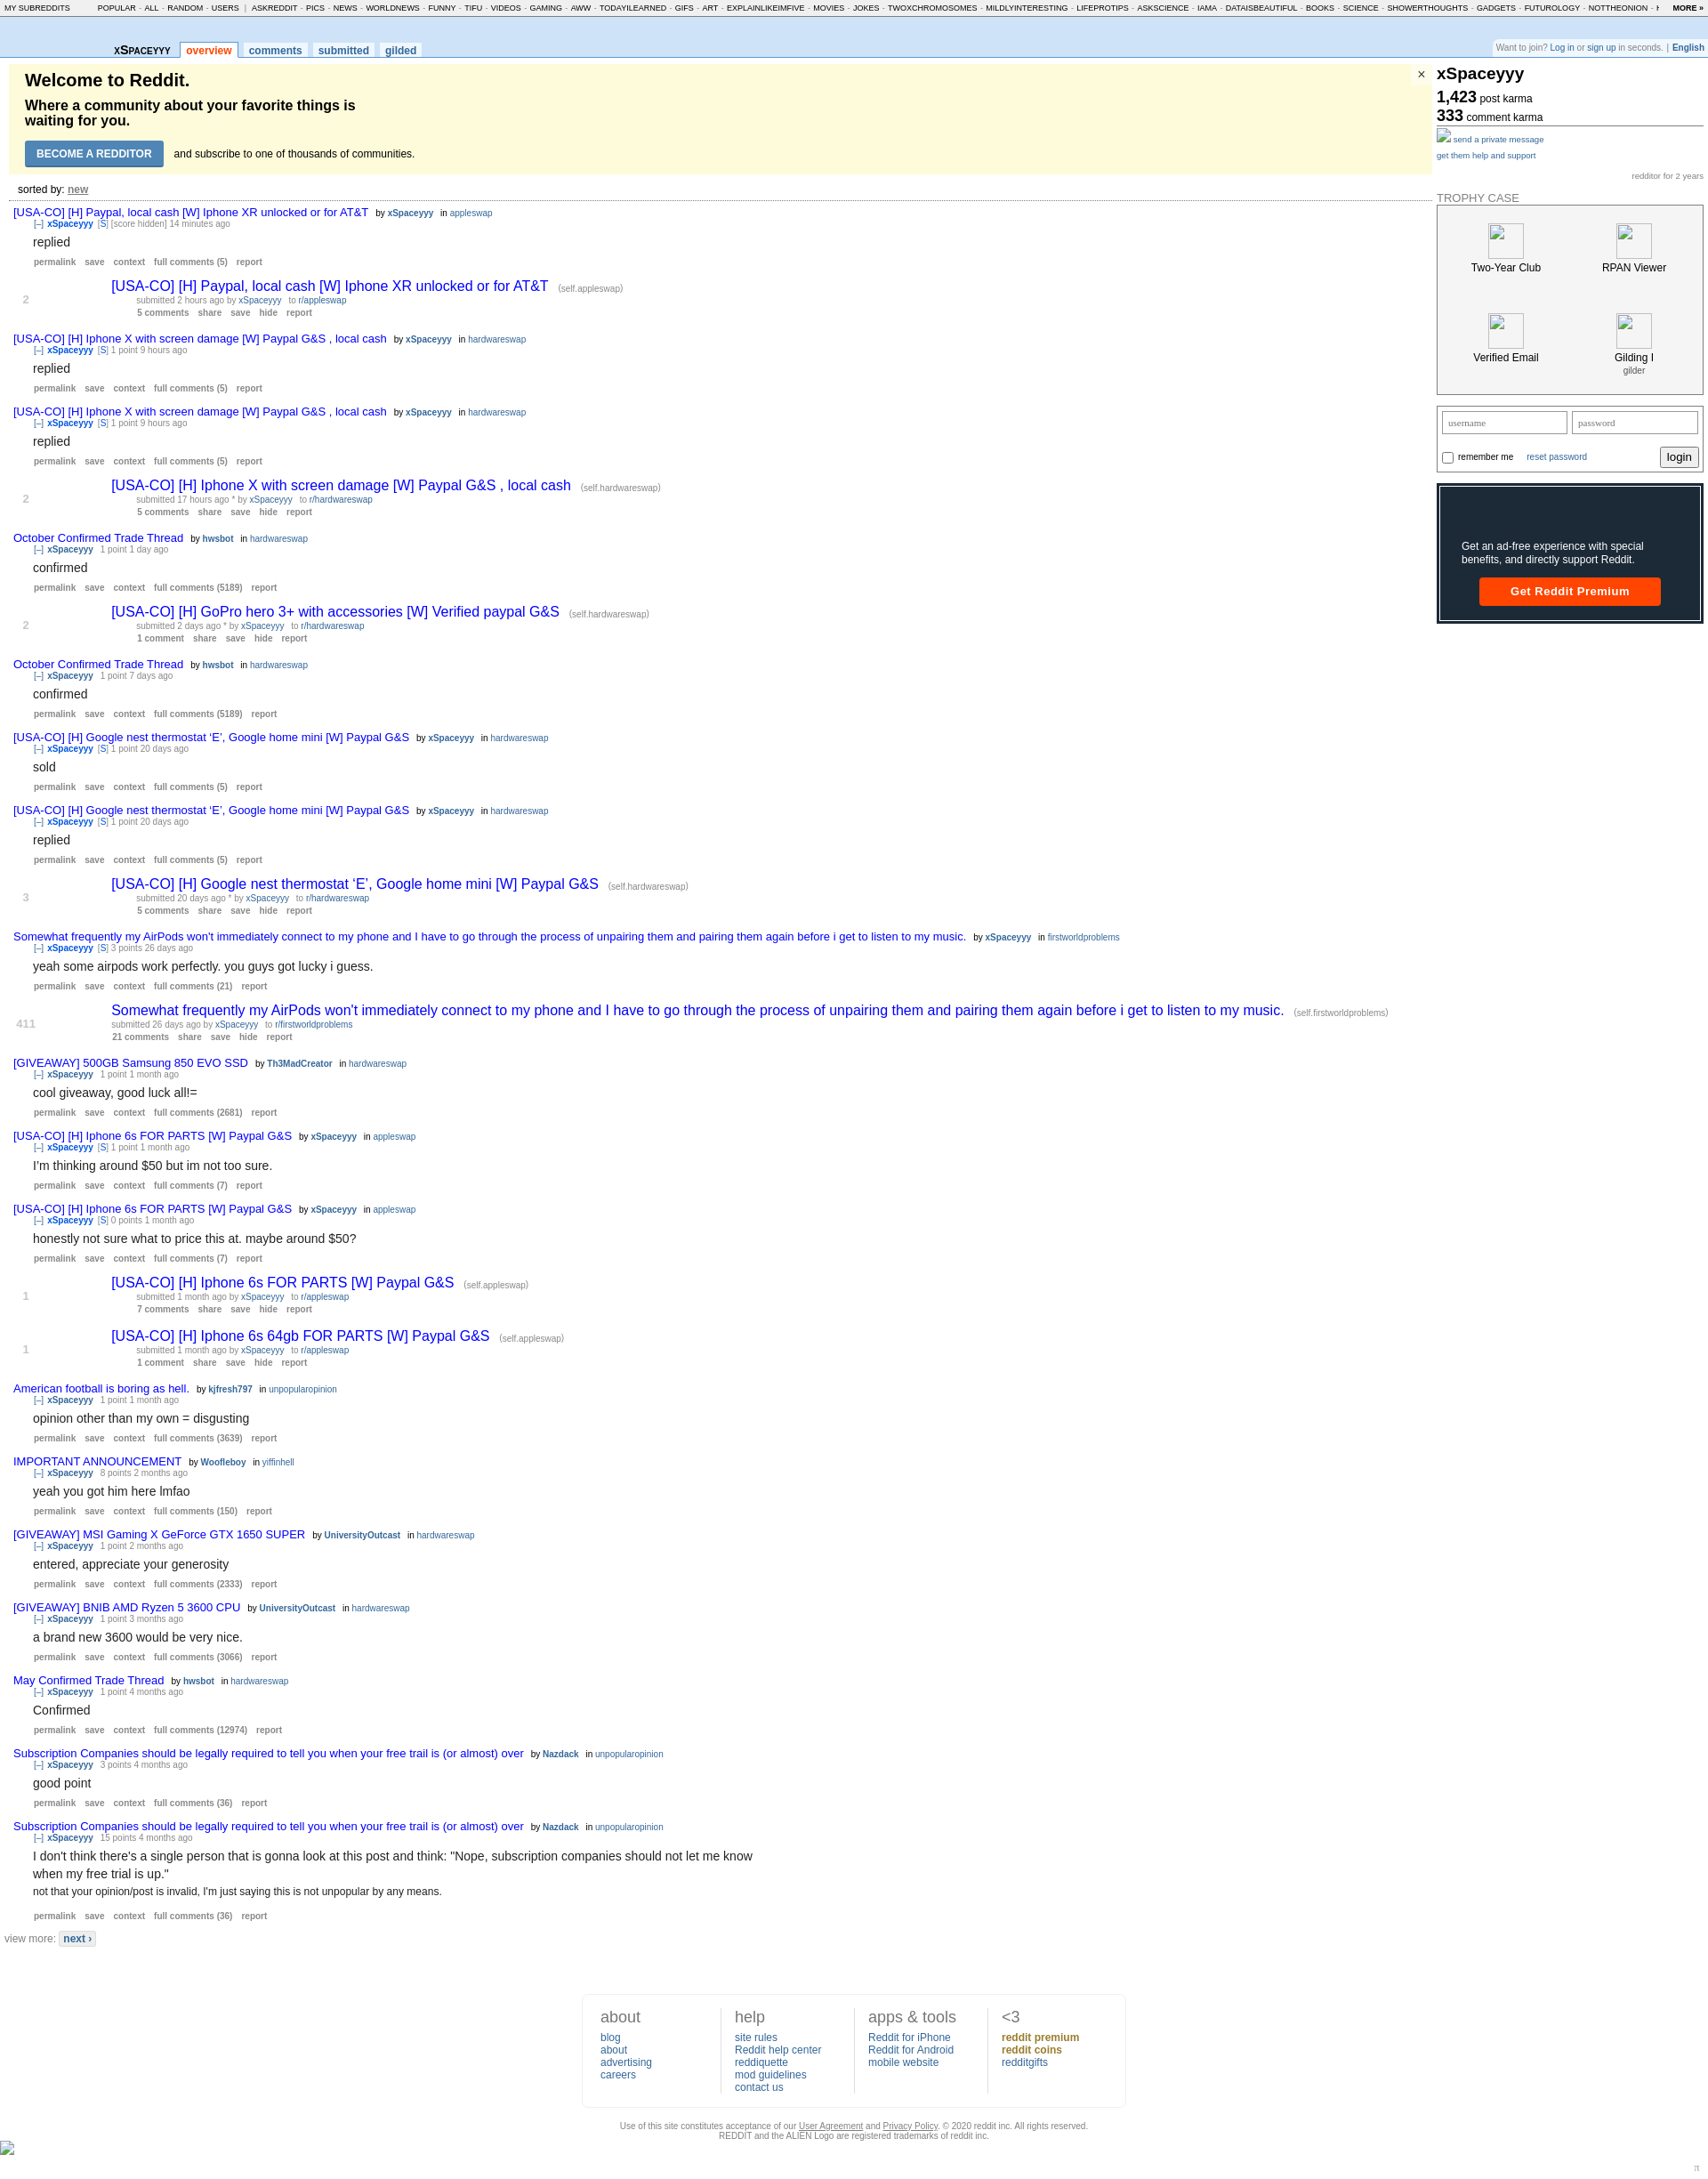 MY SUBREDDITS POPULAR - ALL - RANDOM - USERS | ASKREDDIT - PICS - NEWS - WORLDNEWS - FUNNY - TIFU - VIDEOS - GAMING - AWW - TODAYILEARNED - GIFS - ART - EXPLAINLIKEIMFIVE - MOVIES - JOKES - TWOXCHROMOSOMES - MILDLYINTERESTING - LIFEPROTIPS - ASKSCIENCE - IAMA - DATAISBEAUTIFUL - BOOKS - SCIENCE - SHOWERTHOUGHTS - GADGETS - FUTUROLOGY - NOTTHEONION - MORE »
xSpaceyyy overview comments submitted gilded
Want to join? Log in or sign up in seconds. | English
Welcome to Reddit.
Where a community about your favorite things is
waiting for you.
BECOME A REDDITOR and subscribe to one of thousands of communities.
×
sorted by: new
[USA-CO] [H] Paypal, local cash [W] Iphone XR unlocked or for AT&T by xSpaceyyy in appleswap
[–] xSpaceyyy [S] [score hidden] 14 minutes ago
replied
permalink save context full comments (5) report
2
[USA-CO] [H] Paypal, local cash [W] Iphone XR unlocked or for AT&T (self.appleswap)
submitted 2 hours ago by xSpaceyyy to r/appleswap
5 comments share save hide report
[USA-CO] [H] Iphone X with screen damage [W] Paypal G&S , local cash by xSpaceyyy in hardwareswap
[–] xSpaceyyy [S] 1 point 9 hours ago
replied
permalink save context full comments (5) report
[USA-CO] [H] Iphone X with screen damage [W] Paypal G&S , local cash by xSpaceyyy in hardwareswap
[–] xSpaceyyy [S] 1 point 9 hours ago
replied
permalink save context full comments (5) report
2
[USA-CO] [H] Iphone X with screen damage [W] Paypal G&S , local cash (self.hardwareswap)
submitted 17 hours ago * by xSpaceyyy to r/hardwareswap
5 comments share save hide report
October Confirmed Trade Thread by hwsbot in hardwareswap
[–] xSpaceyyy 1 point 1 day ago
confirmed
permalink save context full comments (5189) report
2
[USA-CO] [H] GoPro hero 3+ with accessories [W] Verified paypal G&S (self.hardwareswap)
submitted 2 days ago * by xSpaceyyy to r/hardwareswap
1 comment share save hide report
October Confirmed Trade Thread by hwsbot in hardwareswap
[–] xSpaceyyy 1 point 7 days ago
confirmed
permalink save context full comments (5189) report
[USA-CO] [H] Google nest thermostat ‘E’, Google home mini [W] Paypal G&S by xSpaceyyy in hardwareswap
[–] xSpaceyyy [S] 1 point 20 days ago
sold
permalink save context full comments (5) report
[USA-CO] [H] Google nest thermostat ‘E’, Google home mini [W] Paypal G&S by xSpaceyyy in hardwareswap
[–] xSpaceyyy [S] 1 point 20 days ago
replied
permalink save context full comments (5) report
3
[USA-CO] [H] Google nest thermostat ‘E’, Google home mini [W] Paypal G&S (self.hardwareswap)
submitted 20 days ago * by xSpaceyyy to r/hardwareswap
5 comments share save hide report
Somewhat frequently my AirPods won't immediately connect to my phone and I have to go through the process of unpairing them and pairing them again before i get to listen to my music. by xSpaceyyy in firstworldproblems
[–] xSpaceyyy [S] 3 points 26 days ago
yeah some airpods work perfectly. you guys got lucky i guess.
permalink save context full comments (21) report
411
Somewhat frequently my AirPods won't immediately connect to my phone and I have to go through the process of unpairing them and pairing them again before i get to listen to my music. (self.firstworldproblems)
submitted 26 days ago by xSpaceyyy to r/firstworldproblems
21 comments share save hide report
[GIVEAWAY] 500GB Samsung 850 EVO SSD by Th3MadCreator in hardwareswap
[–] xSpaceyyy 1 point 1 month ago
cool giveaway, good luck all!=
permalink save context full comments (2681) report
[USA-CO] [H] Iphone 6s FOR PARTS [W] Paypal G&S by xSpaceyyy in appleswap
[–] xSpaceyyy [S] 1 point 1 month ago
I’m thinking around $50 but im not too sure.
permalink save context full comments (7) report
[USA-CO] [H] Iphone 6s FOR PARTS [W] Paypal G&S by xSpaceyyy in appleswap
[–] xSpaceyyy [S] 0 points 1 month ago
honestly not sure what to price this at. maybe around $50?
permalink save context full comments (7) report
1
[USA-CO] [H] Iphone 6s FOR PARTS [W] Paypal G&S (self.appleswap)
submitted 1 month ago by xSpaceyyy to r/appleswap
7 comments share save hide report
1
[USA-CO] [H] Iphone 6s 64gb FOR PARTS [W] Paypal G&S (self.appleswap)
submitted 1 month ago by xSpaceyyy to r/appleswap
1 comment share save hide report
American football is boring as hell. by kjfresh797 in unpopularopinion
[–] xSpaceyyy 1 point 1 month ago
opinion other than my own = disgusting
permalink save context full comments (3639) report
IMPORTANT ANNOUNCEMENT by Woofleboy in yiffinhell
[–] xSpaceyyy 8 points 2 months ago
yeah you got him here lmfao
permalink save context full comments (150) report
[GIVEAWAY] MSI Gaming X GeForce GTX 1650 SUPER by UniversityOutcast in hardwareswap
[–] xSpaceyyy 1 point 2 months ago
entered, appreciate your generosity
permalink save context full comments (2333) report
[GIVEAWAY] BNIB AMD Ryzen 5 3600 CPU by UniversityOutcast in hardwareswap
[–] xSpaceyyy 1 point 3 months ago
a brand new 3600 would be very nice.
permalink save context full comments (3066) report
May Confirmed Trade Thread by hwsbot in hardwareswap
[–] xSpaceyyy 1 point 4 months ago
Confirmed
permalink save context full comments (12974) report
Subscription Companies should be legally required to tell you when your free trail is (or almost) over by Nazdack in unpopularopinion
[–] xSpaceyyy 3 points 4 months ago
good point
permalink save context full comments (36) report
Subscription Companies should be legally required to tell you when your free trail is (or almost) over by Nazdack in unpopularopinion
[–] xSpaceyyy 15 points 4 months ago
I don't think there's a single person that is gonna look at this post and think: "Nope, subscription companies should not let me know
when my free trial is up."
not that your opinion/post is invalid, I'm just saying this is not unpopular by any means.
permalink save context full comments (36) report
view more: next ›
xSpaceyyy
1,423 post karma
333 comment karma
send a private message
get them help and support
redditor for 2 years
TROPHY CASE
Two-Year Club RPAN Viewer
Verified Email Gilding I
gilder
username password
remember me reset password login
Get an ad-free experience with special
benefits, and directly support Reddit.
Get Reddit Premium
about
blog
about
advertising
careers
help
site rules
Reddit help center
reddiquette
mod guidelines
contact us
apps & tools
Reddit for iPhone
Reddit for Android
mobile website
<3
reddit premium
reddit coins
redditgifts
Use of this site constitutes acceptance of our User Agreement and Privacy Policy. © 2020 reddit inc. All rights reserved.
REDDIT and the ALIEN Logo are registered trademarks of reddit inc.
π